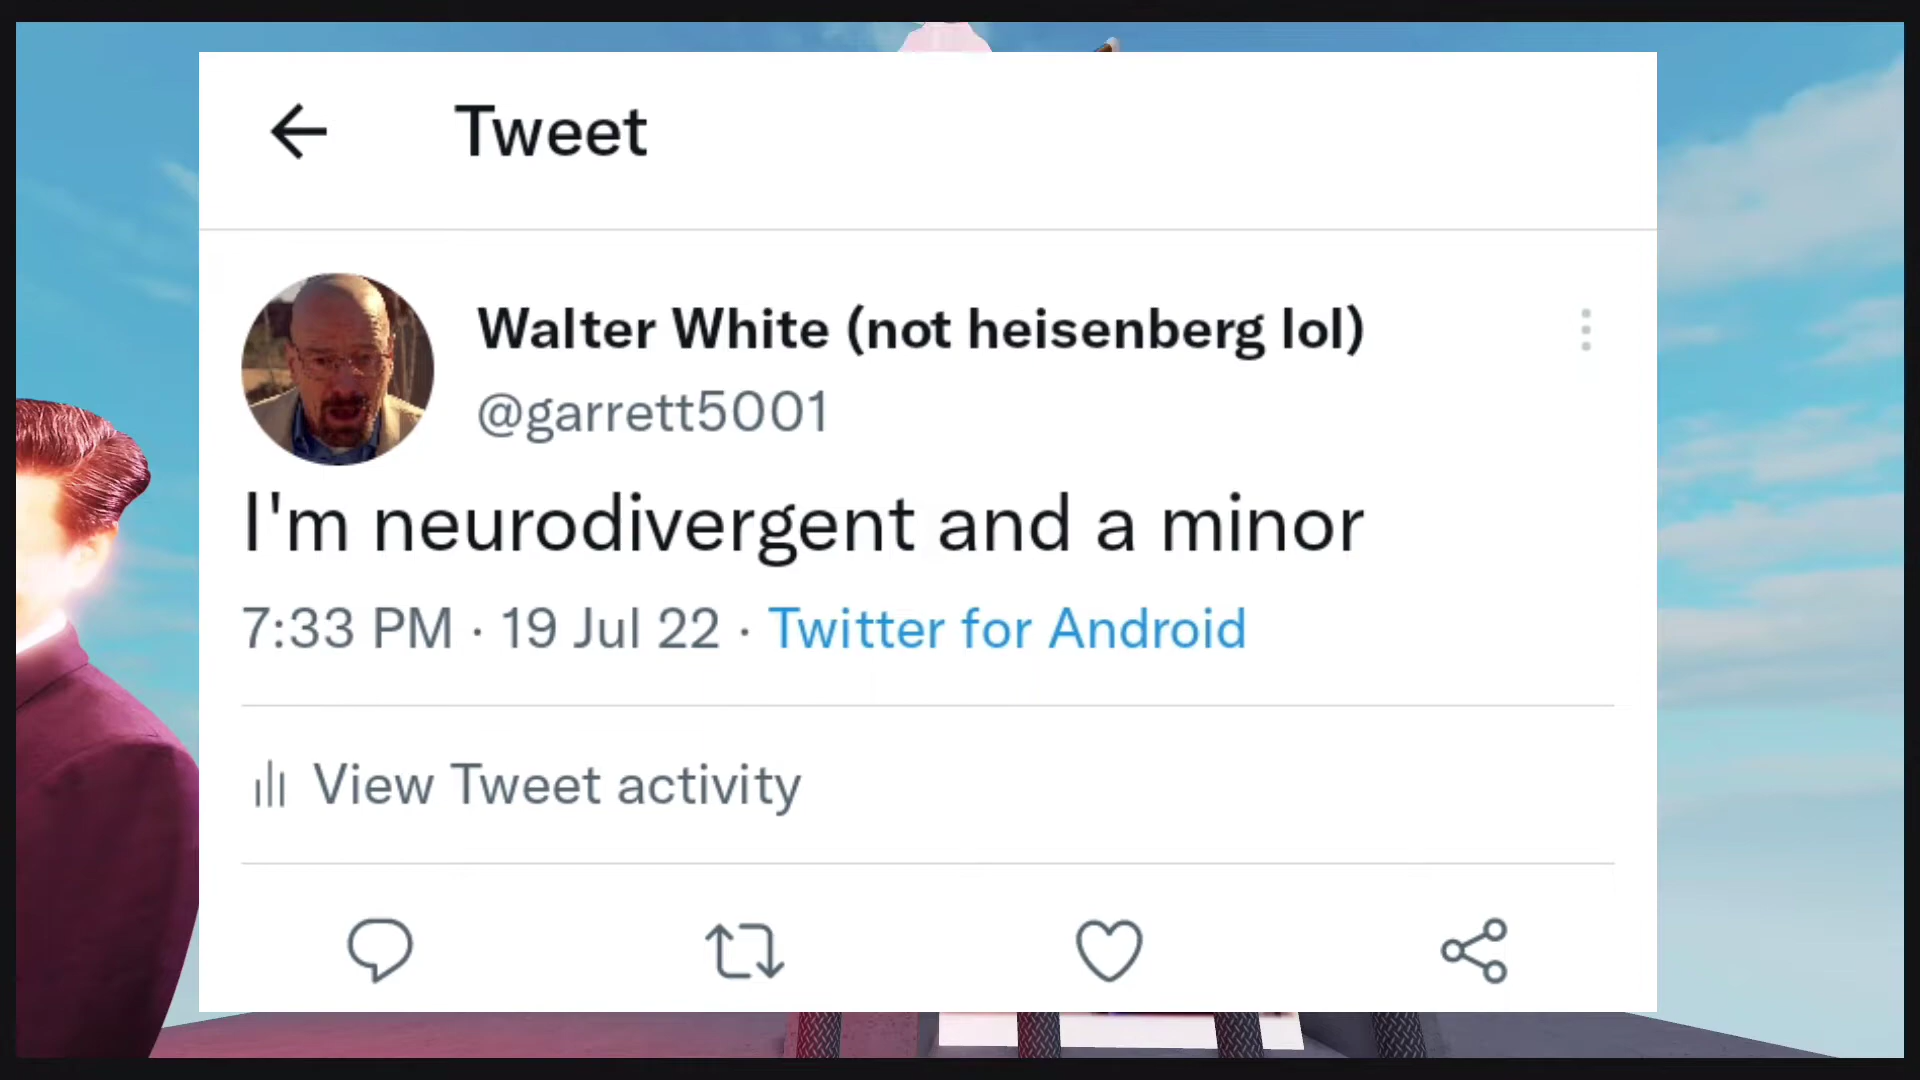 Tweet
Walter White (not heisenberg lol)
@garrett5001
I'm neurodivergent and a minor
7:33 PM · 19 Jul 22 · Twitter for Android
View Tweet activity